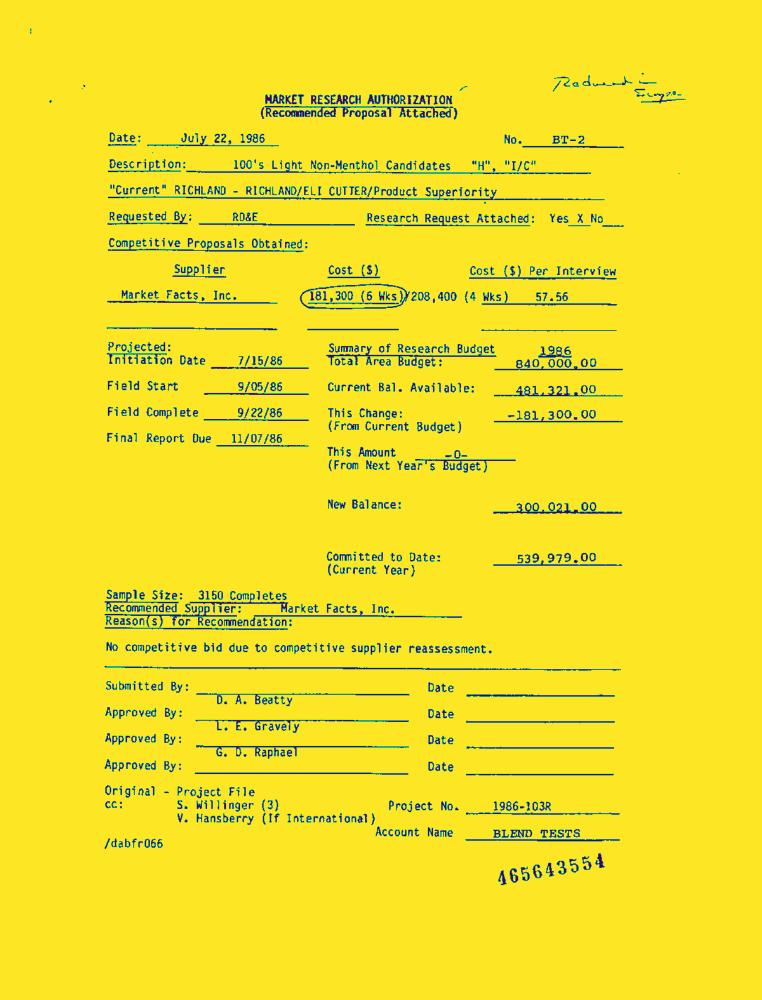 MARKET RESEARCH AUTHORIZATION
(Recommended Proposal Attached)
Date: July 22, 1986 No. BT-2
Description: 100's Light Non-Menthol Candidates "H", "I/C"
"Current" RICHLAND - RICHLAND/ELI CUTTER/Product Superiority
Requested By: RD&E Research Request Attached: Yes X No
Competitive Proposals Obtained:
Supplier Cost ($) Cost ($) Per Interview
Market Facts, Inc. 181,300 (6 Wks)/208,400 (4 Wks) 57.56
Projected: Summary of Research Budget 1986
Initiation Date 7/15/86 Total Area Budget: 840,000.00
Field Start 9/05/86 Current Bal. Available: 481,321.00
Field Complete 9/22/86 This Change: -181,300.00
(From Current Budget)
Final Report Due 11/07/86
This Amount -0-
(From Next Year's Budget)
New Balance: 300,021.00
Committed to Date: 539,979.00
(Current Year)
Sample Size: 3150 Completes
Recommended Supplier: Market Facts, Inc.
Reason(s) for Recommendation:
No competitive bid due to competitive supplier reassessment.
Submitted By: Date
D. A. Beatty
Approved By: Date
L. E. Gravely
Approved By: Date
G. D. Raphael
Approved By: Date
Original - Project File
cc: S. Willinger (3) Project No. 1986-103R
V. Hansberry (If International)
Account Name BLEND TESTS
/dabfr066
465643554